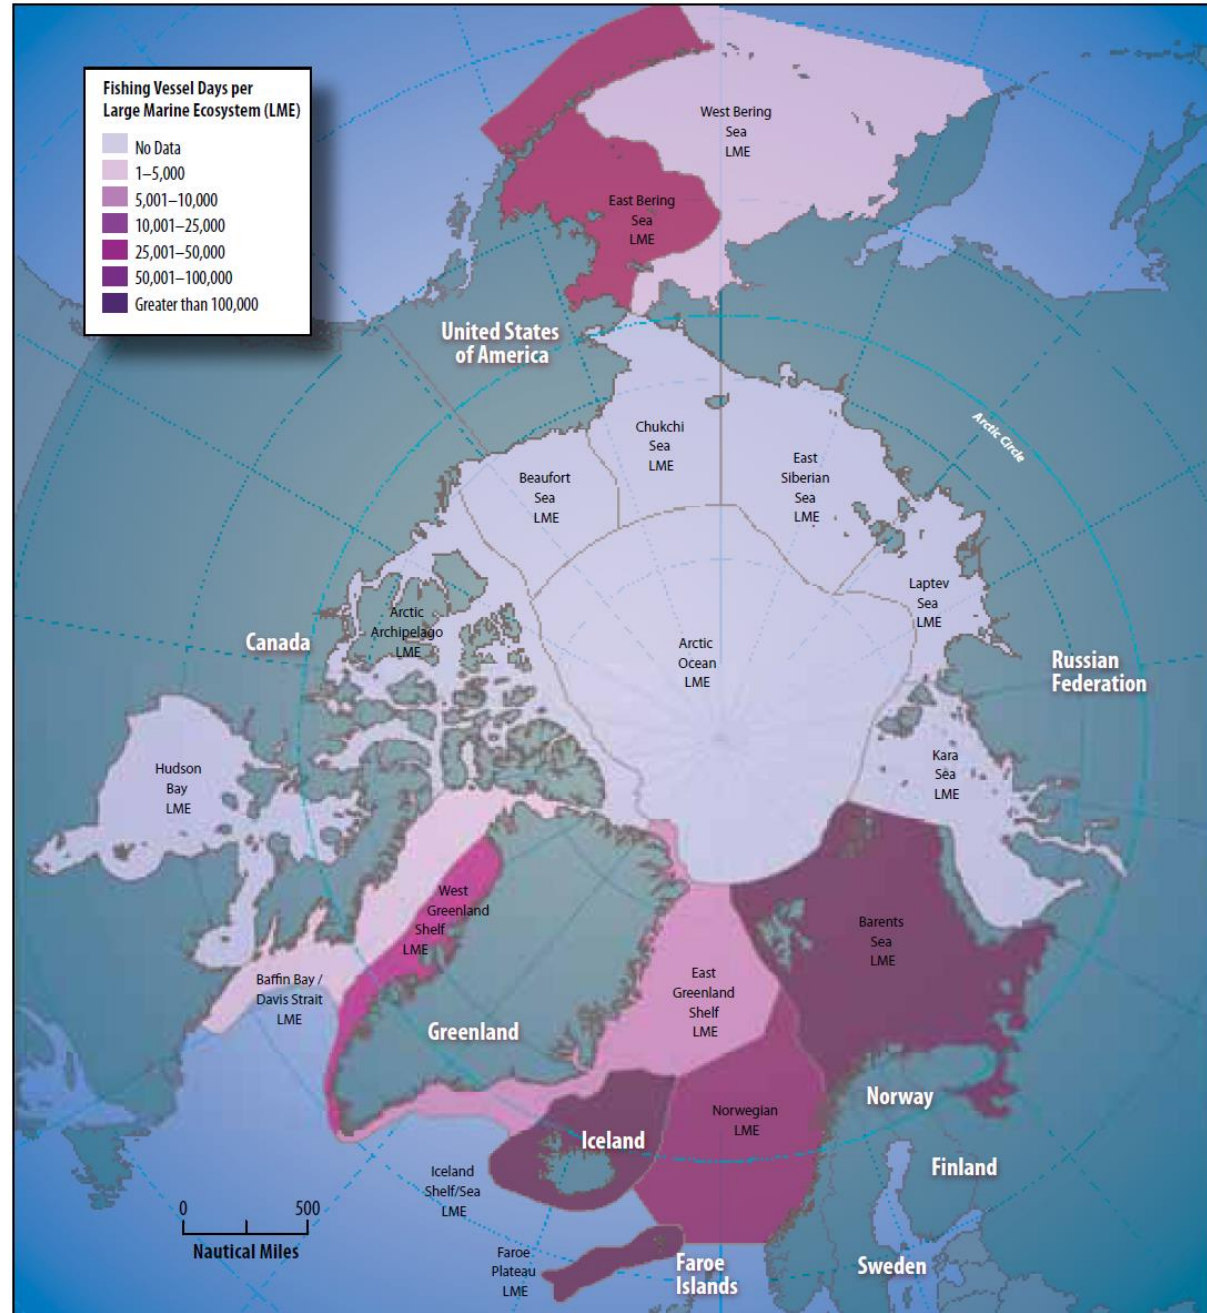 Fishing Vessel Days per
Large Marine Ecosystem (LME)
No Data
1–5,000
5,001–10,000
10,001–25,000
25,001–50,000
50,001–100,000
Greater than 100,000
West Bering
Sea
LME
East Bering
Sea
LME
United States
of America
Arctic Circle
Chukchi
Sea
LME
East
Siberian
Sea
LME
Beaufort
Sea
LME
Laptev
Sea
LME
Arctic
Archipelago
LME
Canada
Arctic
Ocean
LME
Russian
Federation
Hudson
Bay
LME
Kara
Sea
LME
West
Greenland
Shelf
LME
Barents
Sea
LME
Baffin Bay /
Davis Strait
LME
East
Greenland
Shelf
LME
Greenland
Norway
Norwegian
LME
Iceland
Finland
Iceland
Shelf/Sea
LME
0 500
Nautical Miles
Faroe
Plateau
LME
Faroe
Islands
Sweden